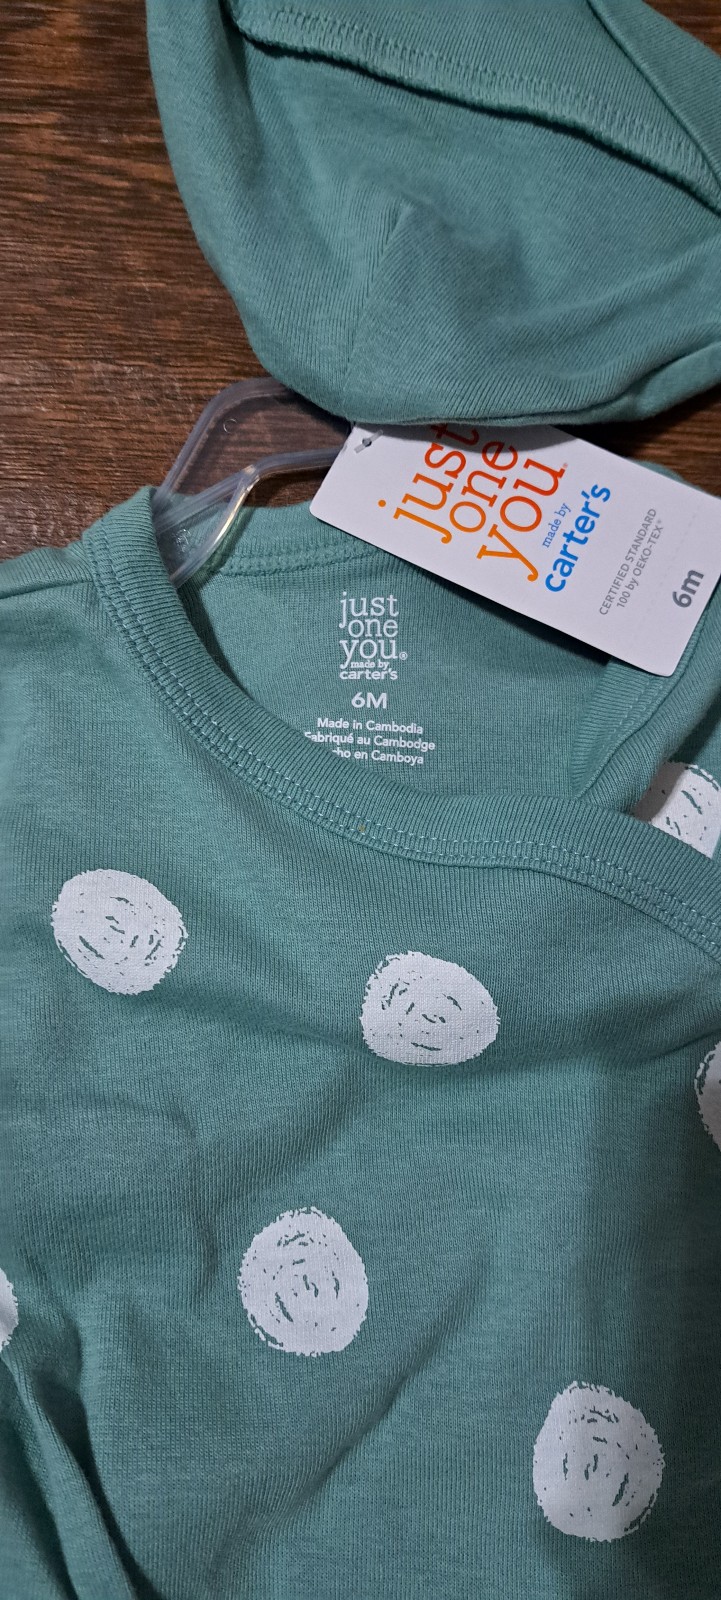 just
one
you®
made by
carter's
CERTIFIED STANDARD
100 by OEKO-TEX®
6m
just
one
you®
made by
carter's
6M
Made in Cambodia
Fabriqué au Cambodge
ho en Camboya